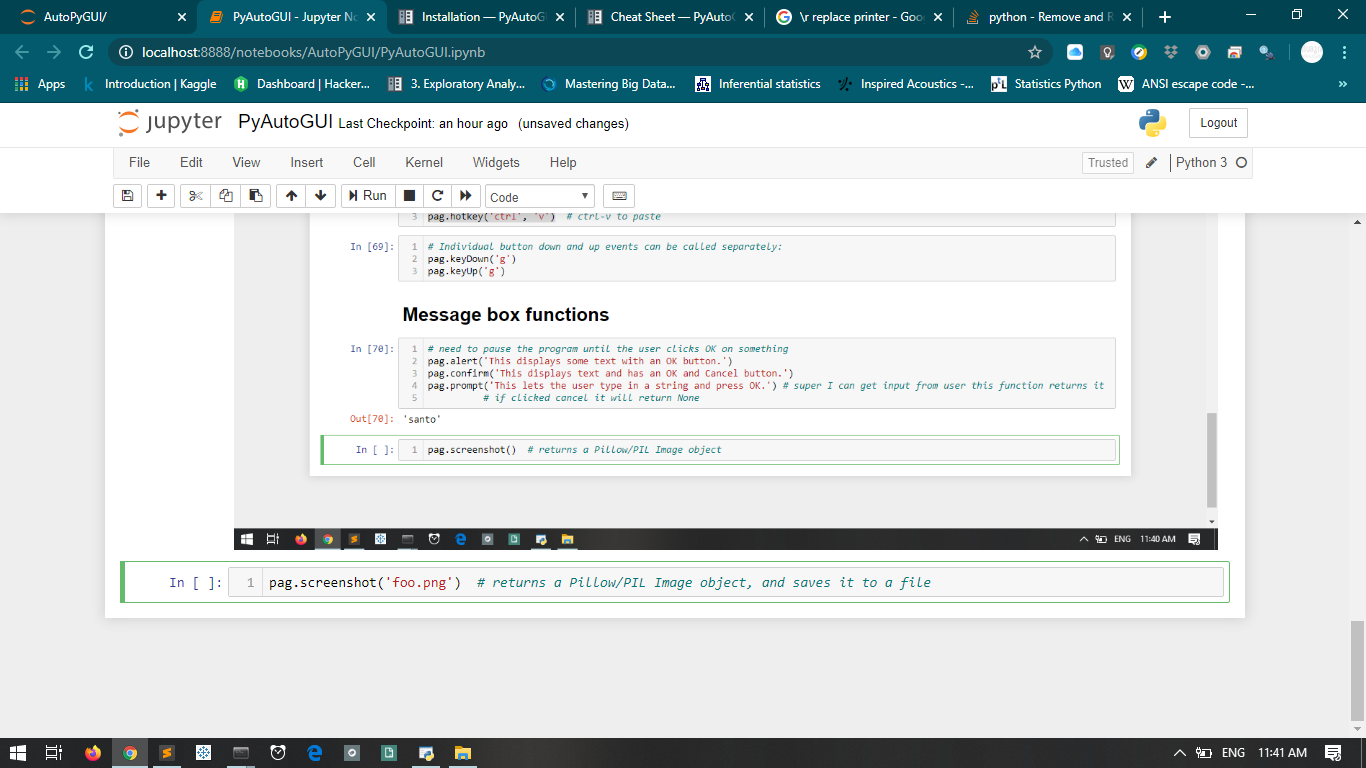 AutoPyGUI/
PyAutoGUI - Jupyter No
Installation — PyAutoG
Cheat Sheet — PyAuto
\r replace printer - Goo
python - Remove and R
localhost:8888/notebooks/AutoPyGUI/PyAutoGUI.ipynb
Apps
Introduction | Kaggle
Dashboard | Hacker...
3. Exploratory Analy...
Mastering Big Data...
Inferential statistics
Inspired Acoustics -...
Statistics Python
ANSI escape code -...
»
jupyter PyAutoGUI Last Checkpoint: an hour ago (unsaved changes)
Logout
File Edit View Insert Cell Kernel Widgets Help
Trusted
Python 3
Run
Code
3 pag.hotkey('ctrl', 'v') # ctrl-v to paste
In [69]:
1 # Individual button down and up events can be called separately:
2 pag.keyDown('g')
3 pag.keyUp('g')
Message box functions
In [70]:
1 # need to pause the program until the user clicks OK on something
2 pag.alert('This displays some text with an OK button.')
3 pag.confirm('This displays text and has an OK and Cancel button.')
4 pag.prompt('This lets the user type in a string and press OK.') # super I can get input from user this function returns it
5 # if clicked cancel it will return None
Out[70]: 'santo'
In [ ]: 1 pag.screenshot() # returns a Pillow/PIL Image object
ENG 11:40 AM
In [ ]: 1 pag.screenshot('foo.png') # returns a Pillow/PIL Image object, and saves it to a file
ENG 11:41 AM